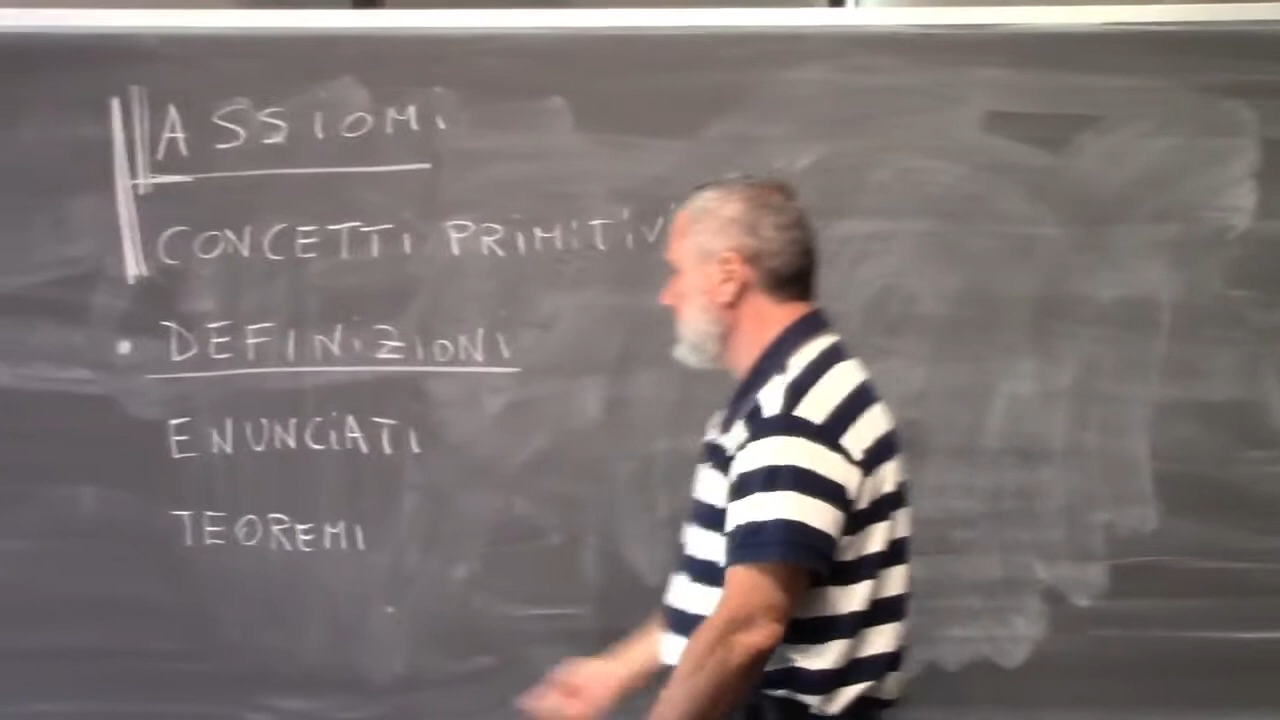 ASSIOMI
CONCETTI PRIMITIVI
DEFINIZIONI
ENUNCIATI
TEOREMI